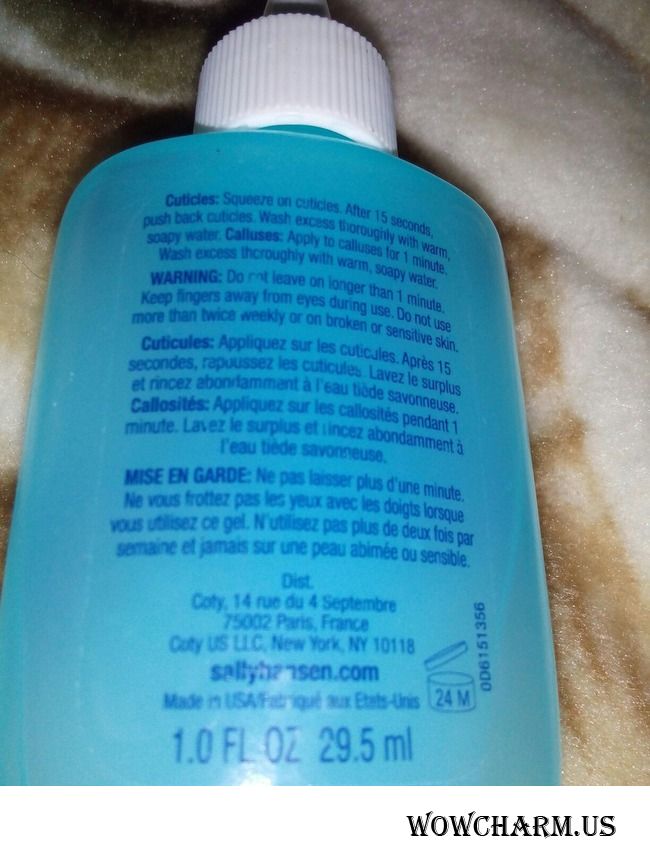 Cuticles: Squeeze on cuticles. After 15 seconds,
push back cuticles. Wash excess thoroughly with warm,
soapy water. Calluses: Apply to calluses for 1 minute.
Wash excess thoroughly with warm, soapy water.
WARNING: Do not leave on longer than 1 minute.
Keep fingers away from eyes during use. Do not use
more than twice weekly or on broken or sensitive skin.
Cuticules: Appliquez sur les cuticules. Après 15
secondes, repoussez les cuticules. Lavez le surplus
et rincez abondamment à l'eau tiède savonneuse.
Callosités: Appliquez sur les callosités pendant 1
minute. Lavez le surplus et rincez abondamment à
l'eau tiède savonneuse.
MISE EN GARDE: Ne pas laisser plus d'une minute.
Ne vous frottez pas les yeux avec les doigts lorsque
vous utilisez ce gel. N'utilisez pas plus de deux fois par
semaine et jamais sur une peau abîmée ou sensible.
Dist.
Coty, 14 rue du 4 Septembre
75002 Paris, France
Coty US LLC, New York, NY 10118
sallyhansen.com
Made in USA/Fabriqué aux Etats-Unis
24 M
0D6151356
1.0 FL OZ 29.5 ml
WOWCHARM.US